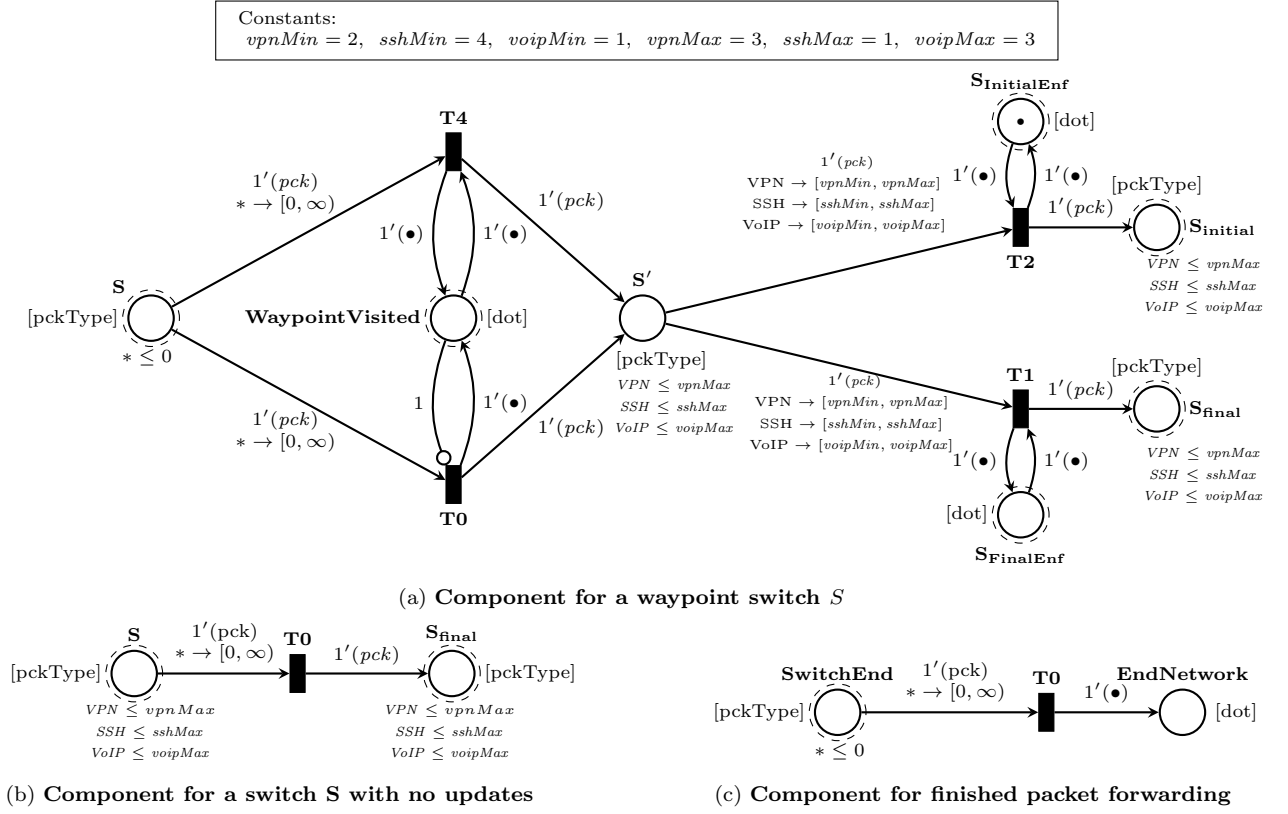 Constants:
vpnMin = 2, sshMin = 4, voipMin = 1, vpnMax = 3, sshMax = 1, voipMax = 3
S_InitialEnf
[dot]
T4
1′(pck)
∗ → [0, ∞)
1′(pck)
1′(•)
1′(•)
1′(pck)
VPN → [vpnMin, vpnMax]
SSH → [sshMin, sshMax]
VoIP → [voipMin, voipMax]
1′(•)
1′(•)
[pckType]
1′(pck)
S_initial
T2
VPN ≤ vpnMax
SSH ≤ sshMax
VoIP ≤ voipMax
S
[pckType]
∗ ≤ 0
WaypointVisited
[dot]
S′
[pckType]
VPN ≤ vpnMax
SSH ≤ sshMax
VoIP ≤ voipMax
1′(pck)
∗ → [0, ∞)
1
1′(•)
1′(pck)
T0
1′(pck)
VPN → [vpnMin, vpnMax]
SSH → [sshMin, sshMax]
VoIP → [voipMin, voipMax]
T1
1′(pck)
[pckType]
S_final
VPN ≤ vpnMax
SSH ≤ sshMax
VoIP ≤ voipMax
1′(•)
1′(•)
[dot]
S_FinalEnf
(a) Component for a waypoint switch S
S
[pckType]
1′(pck)
∗ → [0, ∞)
T0
1′(pck)
S_final
[pckType]
VPN ≤ vpnMax
SSH ≤ sshMax
VoIP ≤ voipMax
VPN ≤ vpnMax
SSH ≤ sshMax
VoIP ≤ voipMax
(b) Component for a switch S with no updates
SwitchEnd
[pckType]
∗ ≤ 0
1′(pck)
∗ → [0, ∞)
T0
1′(•)
EndNetwork
[dot]
(c) Component for finished packet forwarding